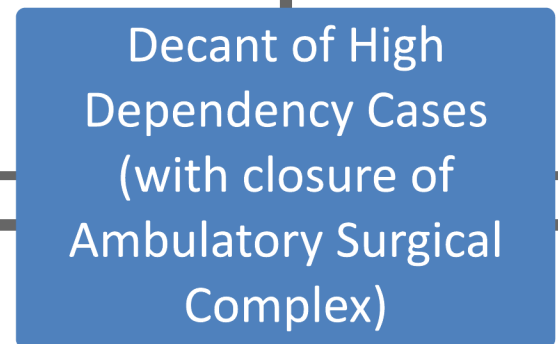 Decant of High
Dependency Cases
(with closure of
Ambulatory Surgical
Complex)